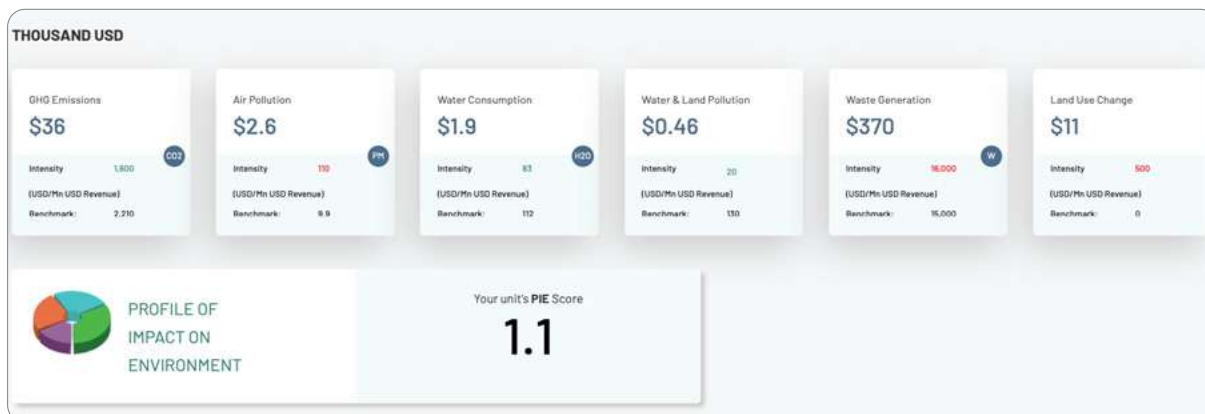 THOUSAND USD
GHG Emissions
$36
CO2
Intensity 1,600
(USD/Mn USD Revenue)
Benchmark: 2,210
Air Pollution
$2.6
PM
Intensity 110
(USD/Mn USD Revenue)
Benchmark: 9.9
Water Consumption
$1.9
H2O
Intensity 83
(USD/Mn USD Revenue)
Benchmark: 112
Water & Land Pollution
$0.46
Intensity 20
(USD/Mn USD Revenue)
Benchmark: 130
Waste Generation
$370
W
Intensity 16,000
(USD/Mn USD Revenue)
Benchmark: 15,000
Land Use Change
$11
Intensity 500
(USD/Mn USD Revenue)
Benchmark: 0
PROFILE OF
IMPACT ON
ENVIRONMENT
Your unit's PIE Score
1.1